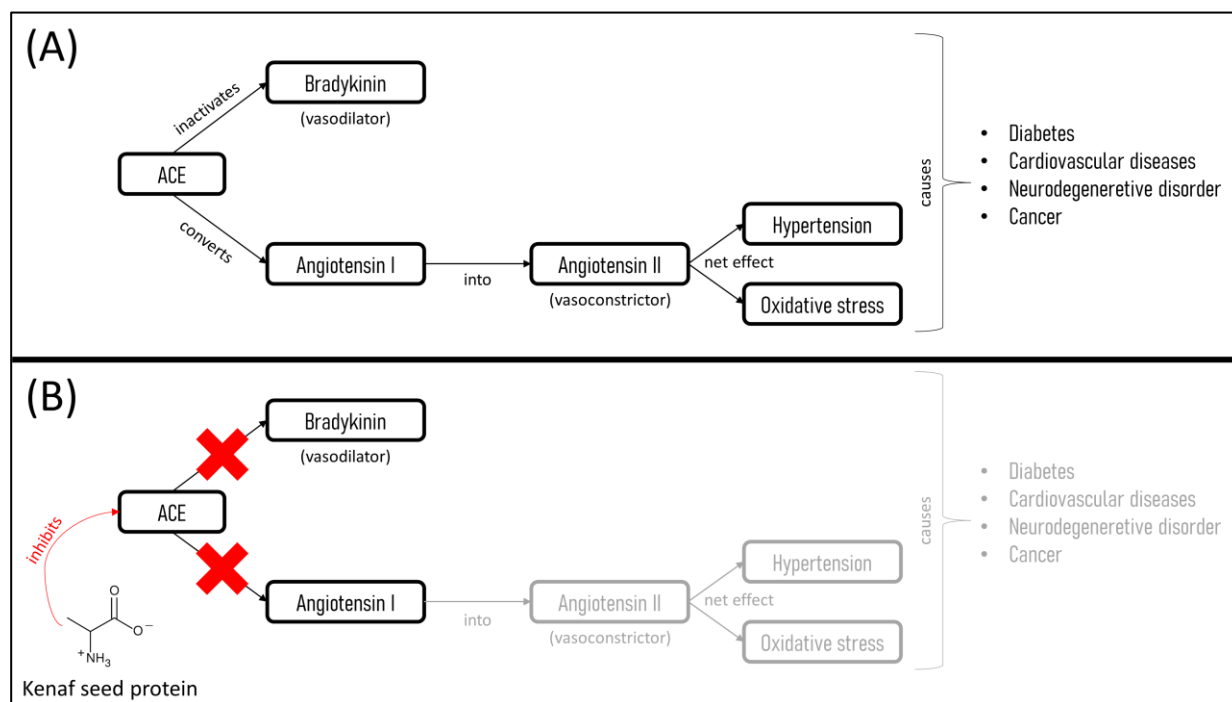 (A)
Bradykinin
(vasodilator)
inactivates
ACE
converts
Angiotensin I
into
Angiotensin II
(vasoconstrictor)
net effect
Hypertension
Oxidative stress
causes
• Diabetes
• Cardiovascular diseases
• Neurodegeneretive disorder
• Cancer
(B)
Bradykinin
(vasodilator)
ACE
inhibits
Angiotensin I
into
Angiotensin II
(vasoconstrictor)
net effect
Hypertension
Oxidative stress
causes
• Diabetes
• Cardiovascular diseases
• Neurodegeneretive disorder
• Cancer
O
O−
+NH3
Kenaf seed protein